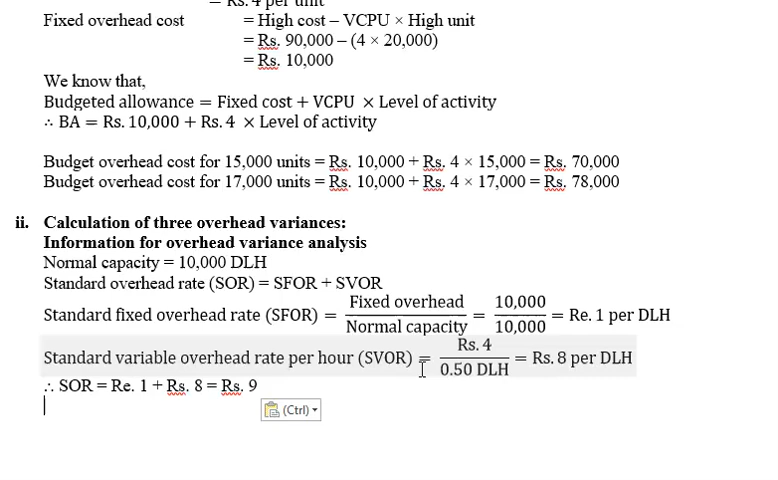 = Rs. 4 per unit
Fixed overhead cost = High cost – VCPU × High unit
= Rs. 90,000 – (4 × 20,000)
= Rs. 10,000
We know that,
Budgeted allowance = Fixed cost + VCPU × Level of activity
∴ BA = Rs. 10,000 + Rs. 4 × Level of activity
Budget overhead cost for 15,000 units = Rs. 10,000 + Rs. 4 × 15,000 = Rs. 70,000
Budget overhead cost for 17,000 units = Rs. 10,000 + Rs. 4 × 17,000 = Rs. 78,000
ii. Calculation of three overhead variances:
Information for overhead variance analysis
Normal capacity = 10,000 DLH
Standard overhead rate (SOR) = SFOR + SVOR
Standard fixed overhead rate (SFOR) = Fixed overhead / Normal capacity = 10,000 / 10,000 = Re. 1 per DLH
Standard variable overhead rate per hour (SVOR) = Rs. 4 / 0.50 DLH = Rs. 8 per DLH
∴ SOR = Re. 1 + Rs. 8 = Rs. 9
(Ctrl)